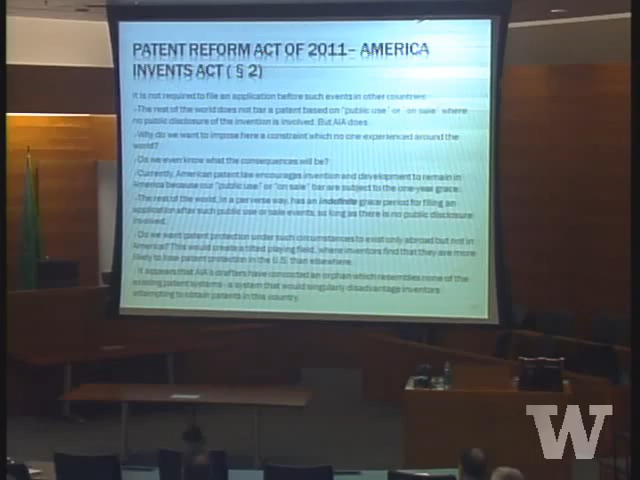 PATENT REFORM ACT OF 2011– AMERICA
INVENTS ACT ( § 2)
It is not required to file an application before such events in other countries.
The rest of the world does not bar a patent based on "public use" or "on sale" where
no public disclosure of the invention is involved. But AIA does.
Why do we want to impose here a constraint which no one experienced around the
world?
Do we even know what the consequences will be?
Currently, American patent law encourages invention and development to remain in
America because our "public use" or "on sale" bar are subject to the one-year grace.
The rest of the world, in a perverse way, has an indefinite grace period for filing an
application after such public use or sale events, so long as there is no public disclosure
involved.
Do we want patent protection under such circumstances to exist only abroad but not in
America? This would create a tilted playing field, where inventors find that they are more
likely to lose patent protection in the U.S. than elsewhere.
It appears that AIA's drafters have concocted an orphan which resembles none of the
existing patent systems - a system that would singularly disadvantage inventors
attempting to obtain patents in this country.
W